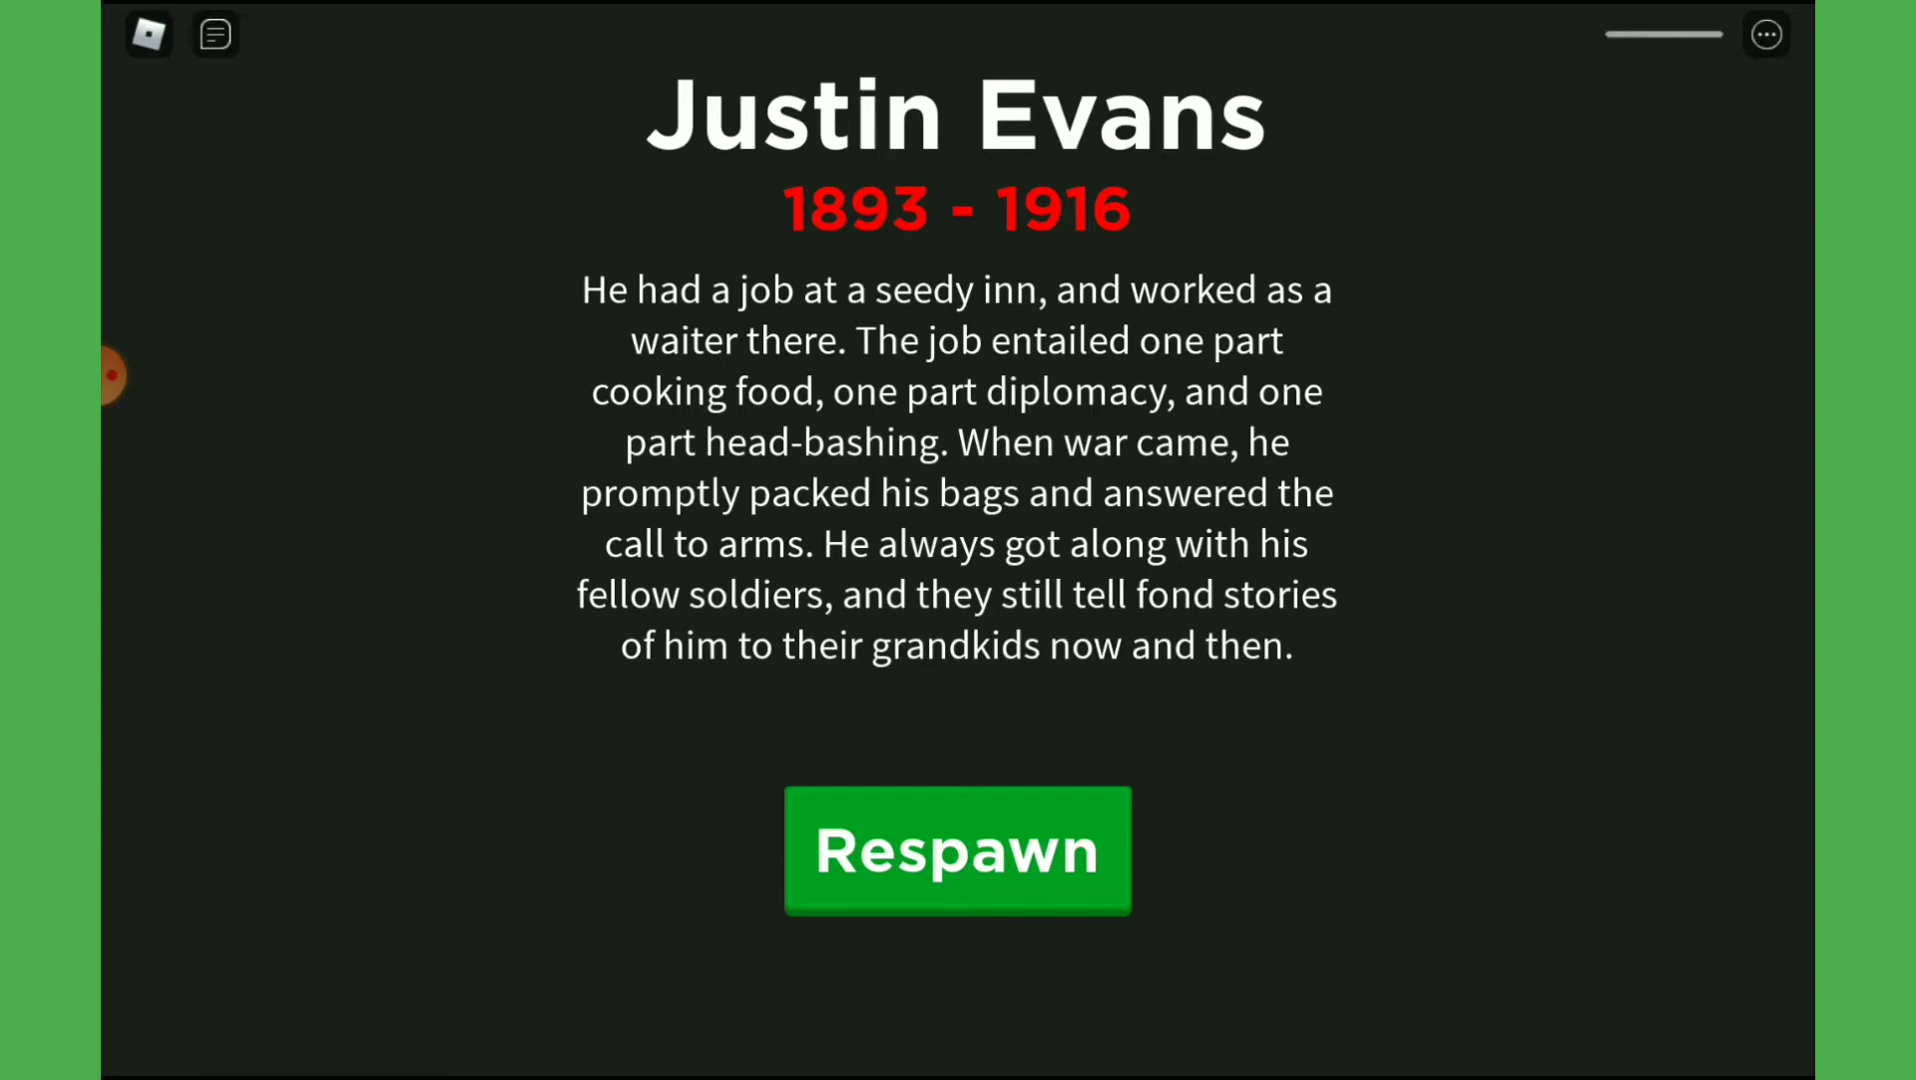 Justin Evans
1893 - 1916
He had a job at a seedy inn, and worked as a
waiter there. The job entailed one part
cooking food, one part diplomacy, and one
part head-bashing. When war came, he
promptly packed his bags and answered the
call to arms. He always got along with his
fellow soldiers, and they still tell fond stories
of him to their grandkids now and then.
Respawn